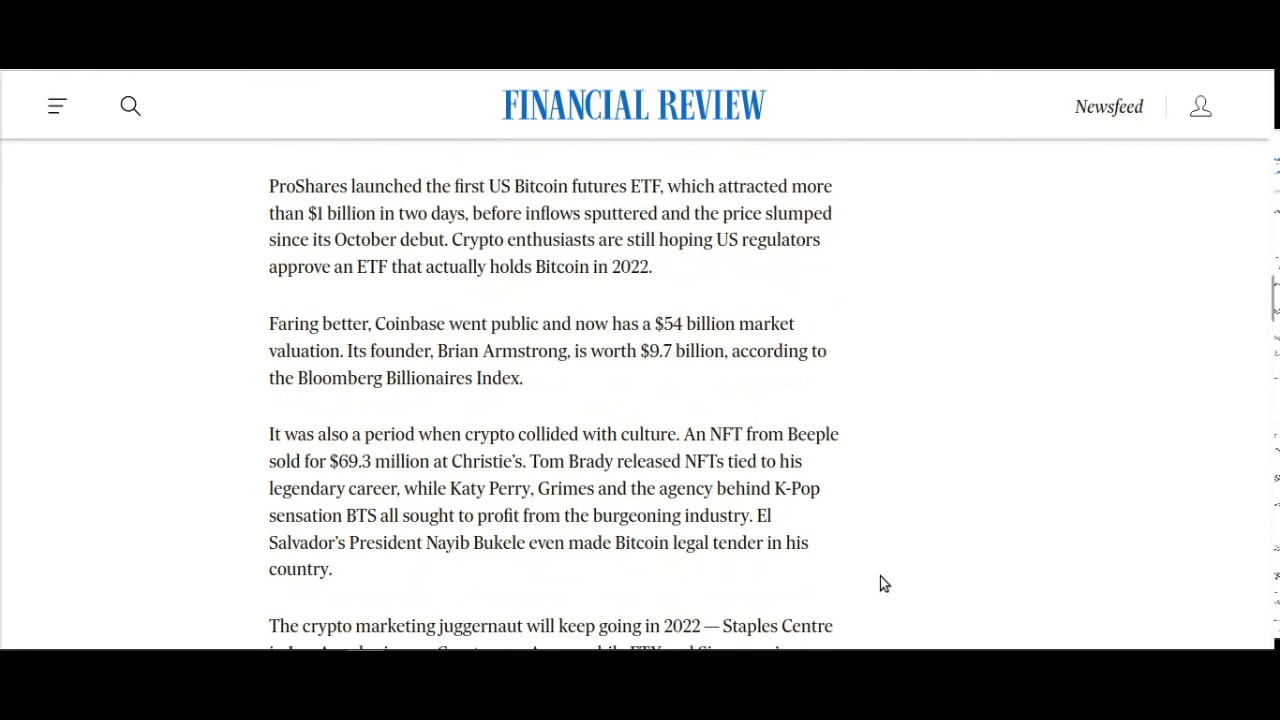 FINANCIAL REVIEW
Newsfeed
ProShares launched the first US Bitcoin futures ETF, which attracted more
than $1 billion in two days, before inflows sputtered and the price slumped
since its October debut. Crypto enthusiasts are still hoping US regulators
approve an ETF that actually holds Bitcoin in 2022.
Faring better, Coinbase went public and now has a $54 billion market
valuation. Its founder, Brian Armstrong, is worth $9.7 billion, according to
the Bloomberg Billionaires Index.
It was also a period when crypto collided with culture. An NFT from Beeple
sold for $69.3 million at Christie’s. Tom Brady released NFTs tied to his
legendary career, while Katy Perry, Grimes and the agency behind K-Pop
sensation BTS all sought to profit from the burgeoning industry. El
Salvador’s President Nayib Bukele even made Bitcoin legal tender in his
country.
The crypto marketing juggernaut will keep going in 2022 — Staples Centre